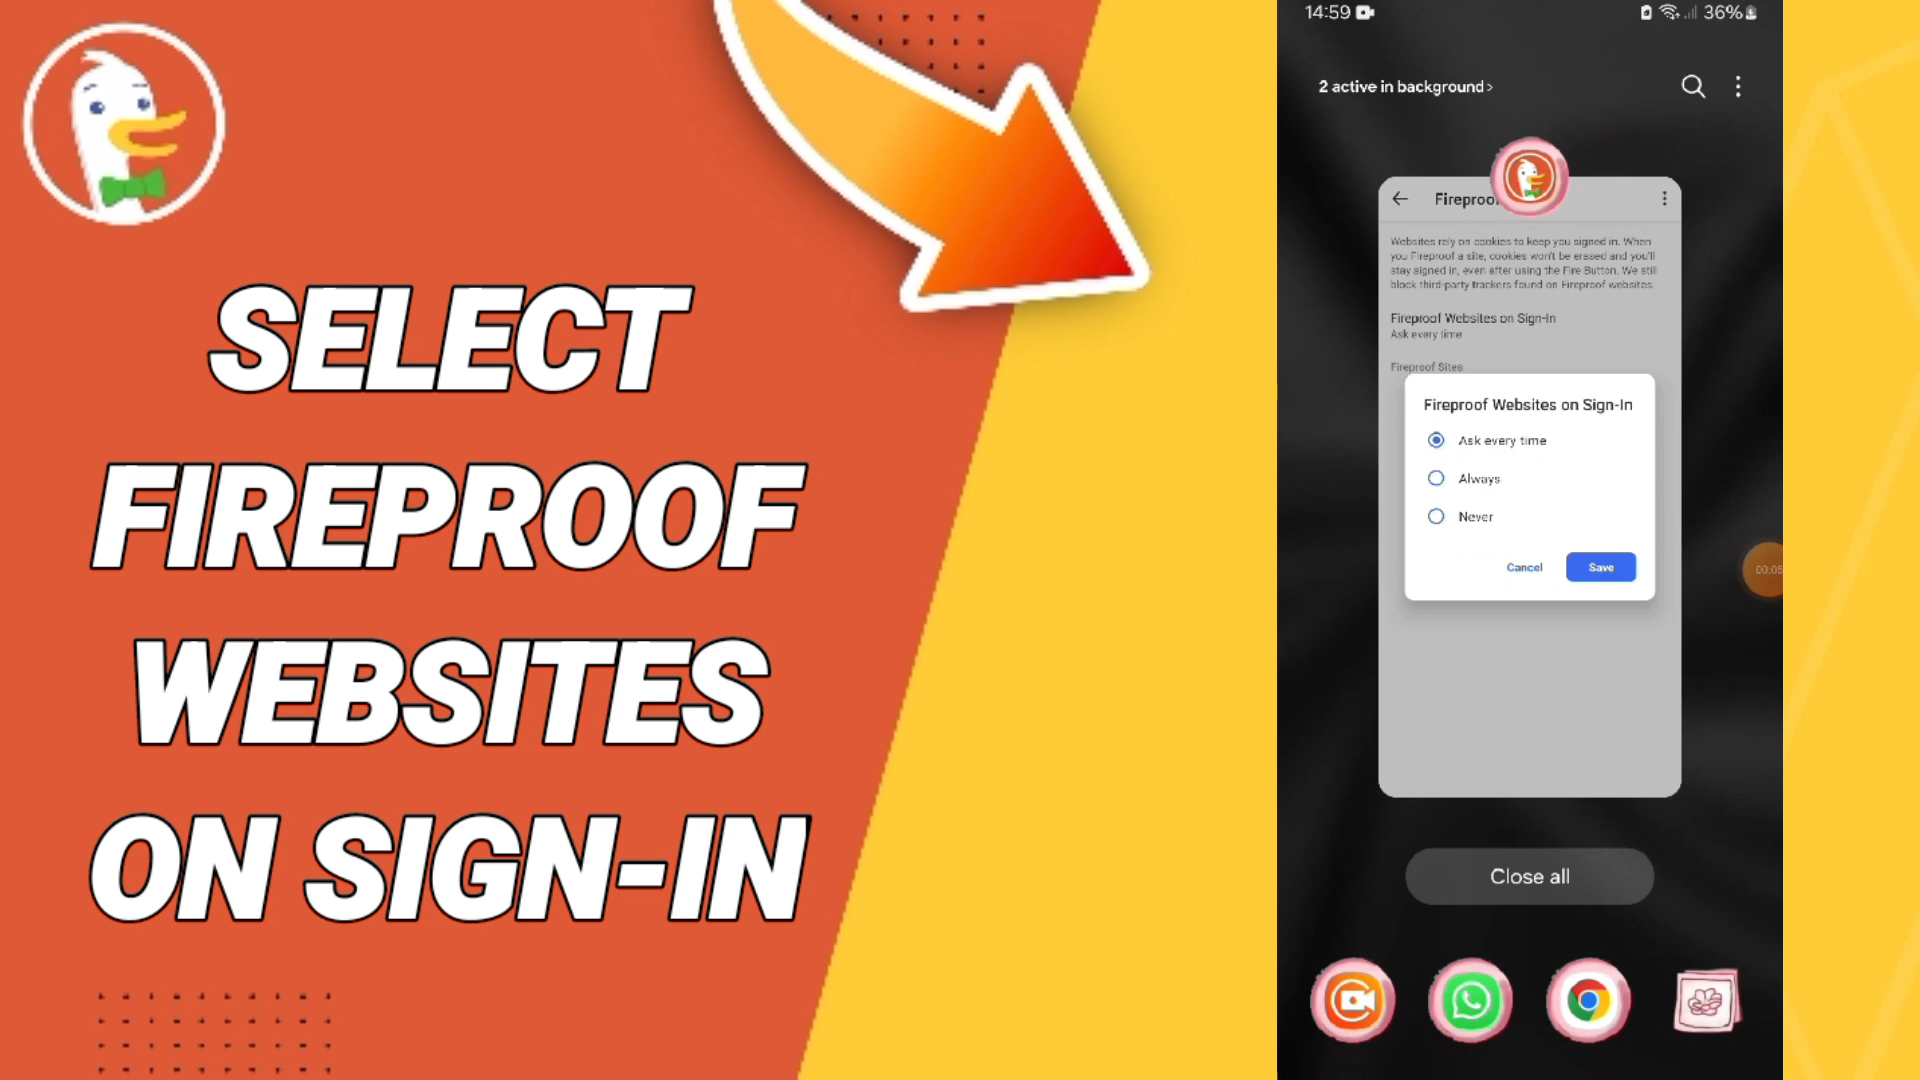 SELECT
FIREPROOF
WEBSITES
ON SIGN-IN
14:59
36%
2 active in background >
Websites rely on cookies to keep you signed in. When
you Fireproof a site, cookies won't be erased and you'll
stay signed in, even after using the Fire Button. We still
block third-party trackers found on Fireproof websites.
Fireproof Websites on Sign-In
Ask every time
Fireproof Sites
Fireproof Websites on Sign-In
Ask every time
Always
Never
Cancel Save
00:05
Close all